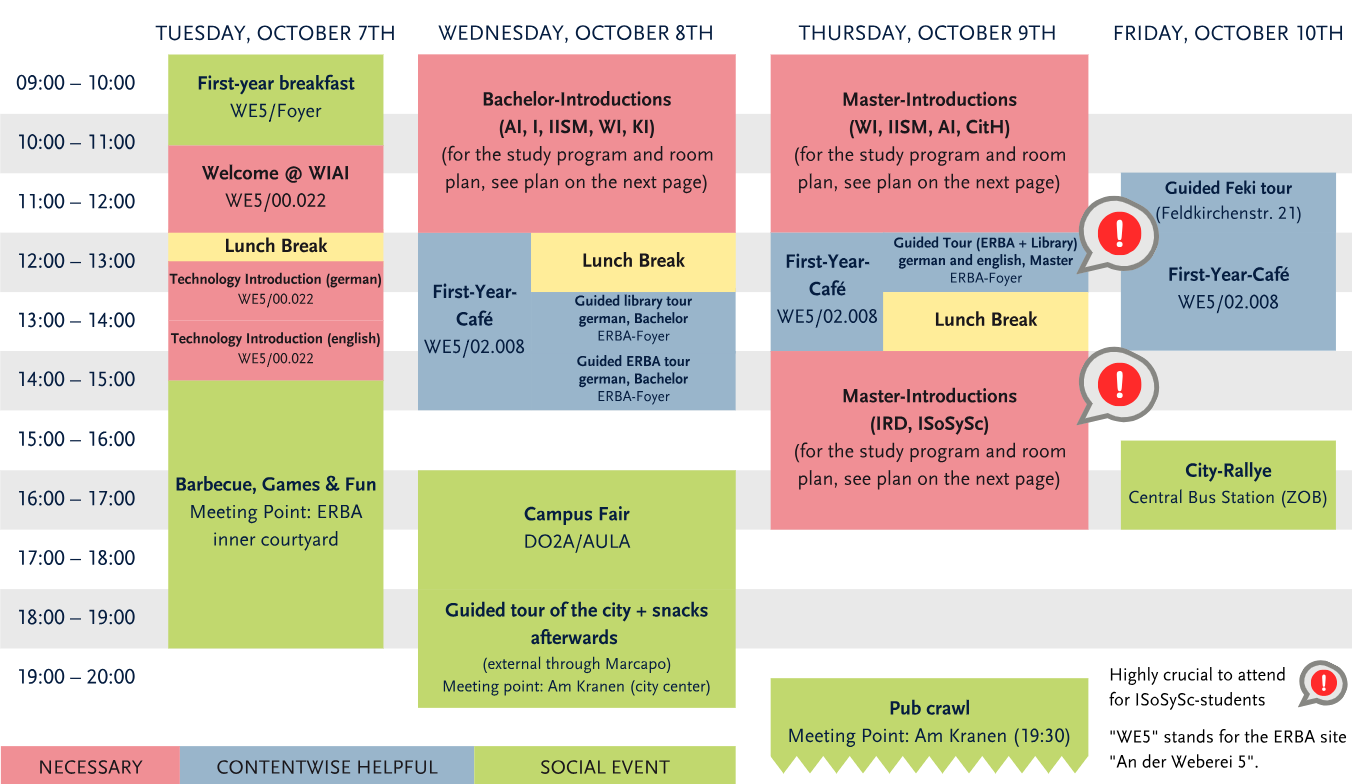 TUESDAY, OCTOBER 7TH
WEDNESDAY, OCTOBER 8TH
THURSDAY, OCTOBER 9TH
FRIDAY, OCTOBER 10TH
09:00 – 10:00
10:00 – 11:00
11:00 – 12:00
12:00 – 13:00
13:00 – 14:00
14:00 – 15:00
15:00 – 16:00
16:00 – 17:00
17:00 – 18:00
18:00 – 19:00
19:00 – 20:00
First-year breakfast
WE5/Foyer
Welcome @ WIAI
WE5/00.022
Lunch Break
Technology Introduction (german)
WE5/00.022
Technology Introduction (english)
WE5/00.022
Barbecue, Games & Fun
Meeting Point: ERBA
inner courtyard
Bachelor-Introductions
(AI, I, IISM, WI, KI)
(for the study program and room
plan, see plan on the next page)
First-Year-
Café
WE5/02.008
Lunch Break
Guided library tour
german, Bachelor
ERBA-Foyer
Guided ERBA tour
german, Bachelor
ERBA-Foyer
Campus Fair
DO2A/AULA
Guided tour of the city + snacks
afterwards
(external through Marcapo)
Meeting point: Am Kranen (city center)
Master-Introductions
(WI, IISM, AI, CitH)
(for the study program and room
plan, see plan on the next page)
First-Year-
Café
WE5/02.008
Guided Tour (ERBA + Library)
german and english, Master
ERBA-Foyer
Lunch Break
Master-Introductions
(IRD, ISoSySc)
(for the study program and room
plan, see plan on the next page)
Pub crawl
Meeting Point: Am Kranen (19:30)
Guided Feki tour
(Feldkirchenstr. 21)
First-Year-Café
WE5/02.008
City-Rallye
Central Bus Station (ZOB)
!
!
Highly crucial to attend
for ISoSySc-students
!
"WE5" stands for the ERBA site
"An der Weberei 5".
NECESSARY
CONTENTWISE HELPFUL
SOCIAL EVENT